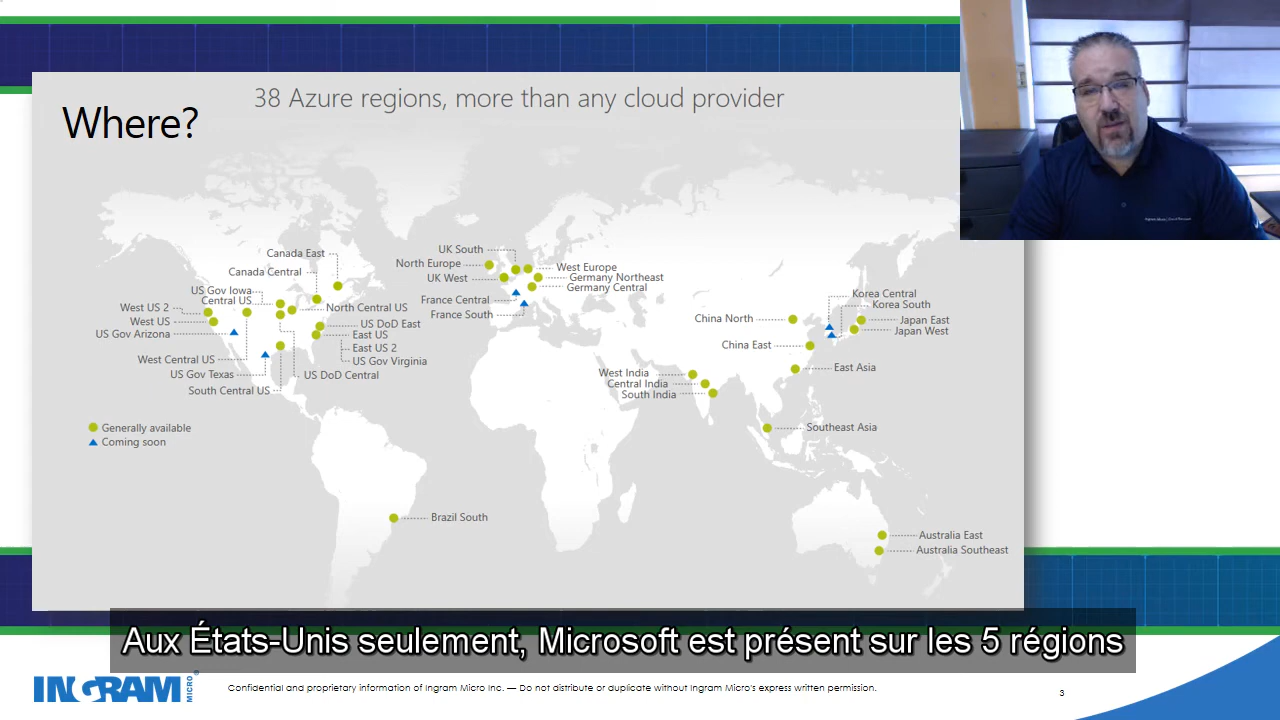 38 Azure regions, more than any cloud provider
Where?
Canada East
Canada Central
US Gov Iowa
Central US
West US 2
West US
US Gov Arizona
North Central US
US DoD East
East US
East US 2
US Gov Virginia
West Central US
US Gov Texas
US DoD Central
South Central US
UK South
North Europe
UK West
West Europe
Germany Northeast
Germany Central
France Central
France South
Korea Central
Korea South
China North
Japan East
Japan West
China East
East Asia
West India
Central India
South India
Southeast Asia
Generally available
Coming soon
Brazil South
Australia East
Australia Southeast
Aux États-Unis seulement, Microsoft est présent sur les 5 régions
INGRAM MICRO®
Confidential and proprietary information of Ingram Micro Inc. — Do not distribute or duplicate without Ingram Micro's express written permission.
3